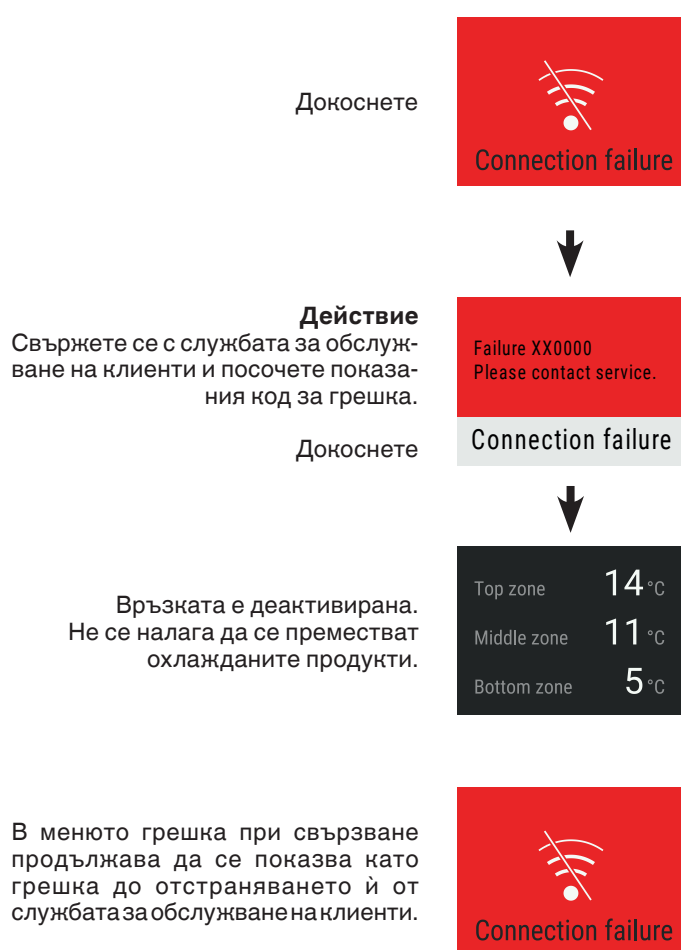 Докоснете
Connection failure
Действие
Свържете се с службата за обслуж-
ване на клиенти и посочете показа-
ния код за грешка.
Докоснете
Failure XX0000
Please contact service.
Connection failure
Връзката е деактивирана.
Не се налага да се преместват
охлажданите продукти.
Top zone 14 °C
Middle zone 11 °C
Bottom zone 5 °C
В менюто грешка при свързване
продължава да се показва като
грешка до отстраняването ѝ от
службата за обслужване на клиенти.
Connection failure